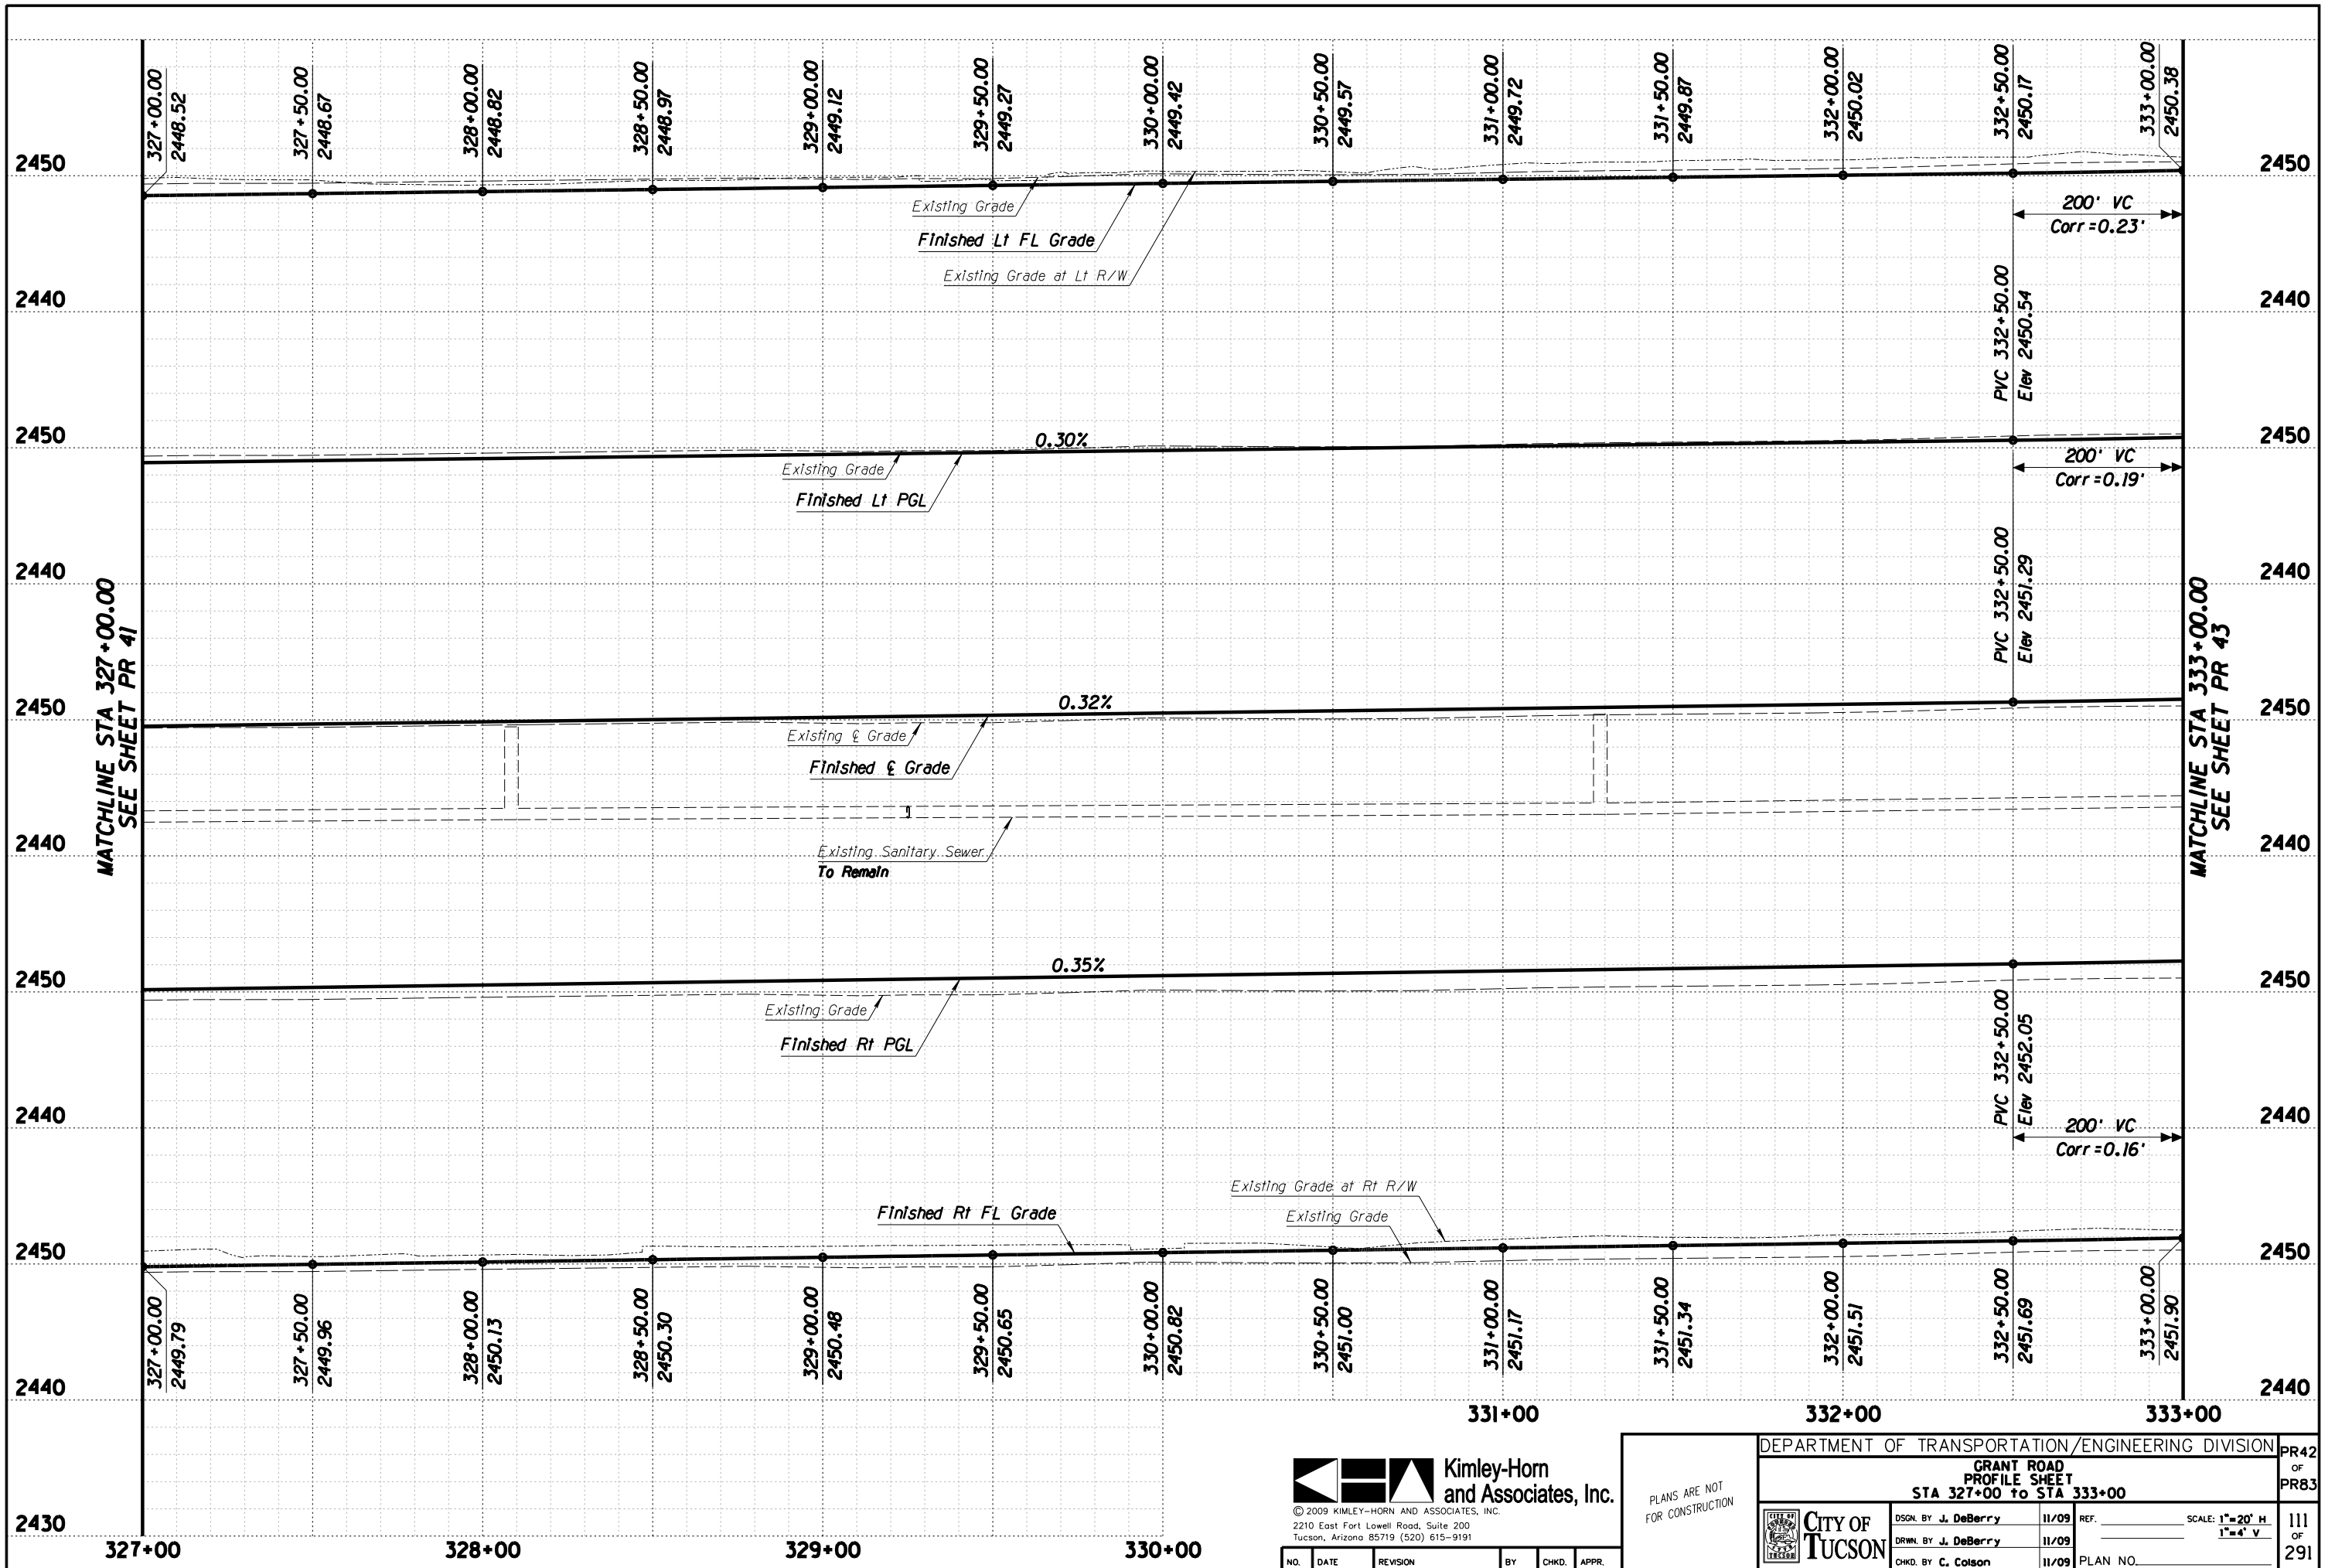 327+00.00
2448.52
327+50.00
2448.67
328+00.00
2448.82
328+50.00
2448.97
329+00.00
2449.12
329+50.00
2449.27
330+00.00
2449.42
330+50.00
2449.57
331+00.00
2449.72
331+50.00
2449.87
332+00.00
2450.02
332+50.00
2450.17
333+00.00
2450.38
2450
2450
Existing Grade
Finished Lt FL Grade
Existing Grade at Lt R/W
200' VC
Corr=0.23'
2440
2440
PVC 332+50.00
Elev 2450.54
2450
0.30%
2450
Existing Grade
Finished Lt PGL
200' VC
Corr=0.19'
2440
2440
PVC 332+50.00
Elev 2451.29
MATCHLINE STA 327+00.00
SEE SHEET PR 41
MATCHLINE STA 333+00.00
SEE SHEET PR 43
2450
0.32%
2450
Existing ℄ Grade
Finished ℄ Grade
2440
2440
Existing Sanitary Sewer
To Remain
2450
0.35%
2450
Existing Grade
Finished Rt PGL
PVC 332+50.00
Elev 2452.05
2440
2440
200' VC
Corr=0.16'
Existing Grade at Rt R/W
Finished Rt FL Grade
Existing Grade
2450
2450
327+00.00
2449.79
327+50.00
2449.96
328+00.00
2450.13
328+50.00
2450.30
329+00.00
2450.48
329+50.00
2450.65
330+00.00
2450.82
330+50.00
2451.00
331+00.00
2451.17
331+50.00
2451.34
332+00.00
2451.51
332+50.00
2451.69
333+00.00
2451.90
2440
2440
331+00
332+00
333+00
2430
327+00
328+00
329+00
330+00
Kimley-Horn
and Associates, Inc.
© 2009 KIMLEY-HORN AND ASSOCIATES, INC.
2210 East Fort Lowell Road, Suite 200
Tucson, Arizona 85719 (520) 615-9191
NO. DATE REVISION BY CHKD. APPR.
PLANS ARE NOT
FOR CONSTRUCTION
DEPARTMENT OF TRANSPORTATION/ENGINEERING DIVISION
GRANT ROAD
PROFILE SHEET
STA 327+00 to STA 333+00
PR42
OF
PR83
CITY OF
TUCSON
DSGN. BY J. DeBerry 11/09
DRWN. BY J. DeBerry 11/09
CHKD. BY C. Colson 11/09
REF.
SCALE: 1"=20' H
1"=4' V
PLAN NO.
111
OF
291